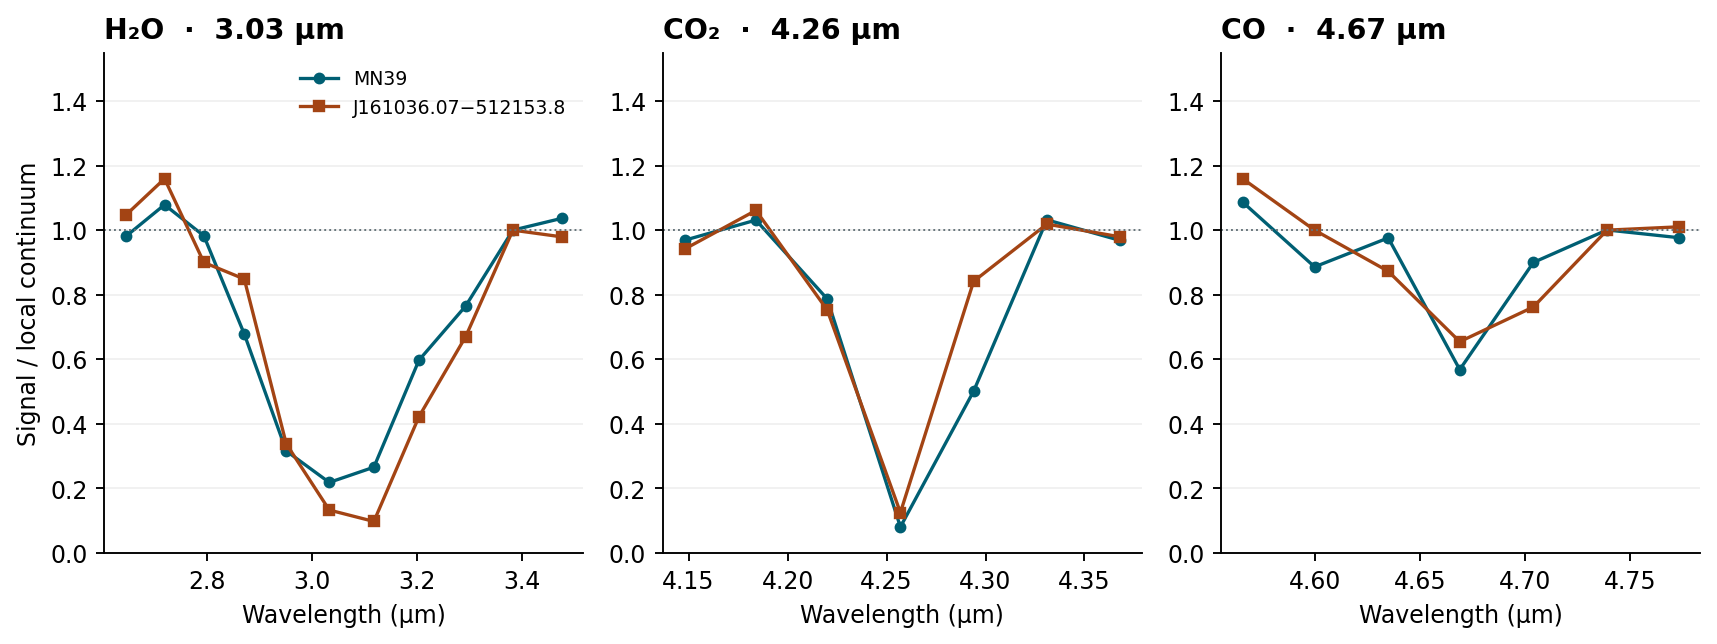 H₂O · 3.03 μm
MN39
J161036.07−512153.8
Signal / local continuum
1.4
1.2
1.0
0.8
0.6
0.4
0.2
0.0
2.8 3.0 3.2 3.4
Wavelength (μm)
CO₂ · 4.26 μm
1.4
1.2
1.0
0.8
0.6
0.4
0.2
0.0
4.15 4.20 4.25 4.30 4.35
Wavelength (μm)
CO · 4.67 μm
1.4
1.2
1.0
0.8
0.6
0.4
0.2
0.0
4.60 4.65 4.70 4.75
Wavelength (μm)